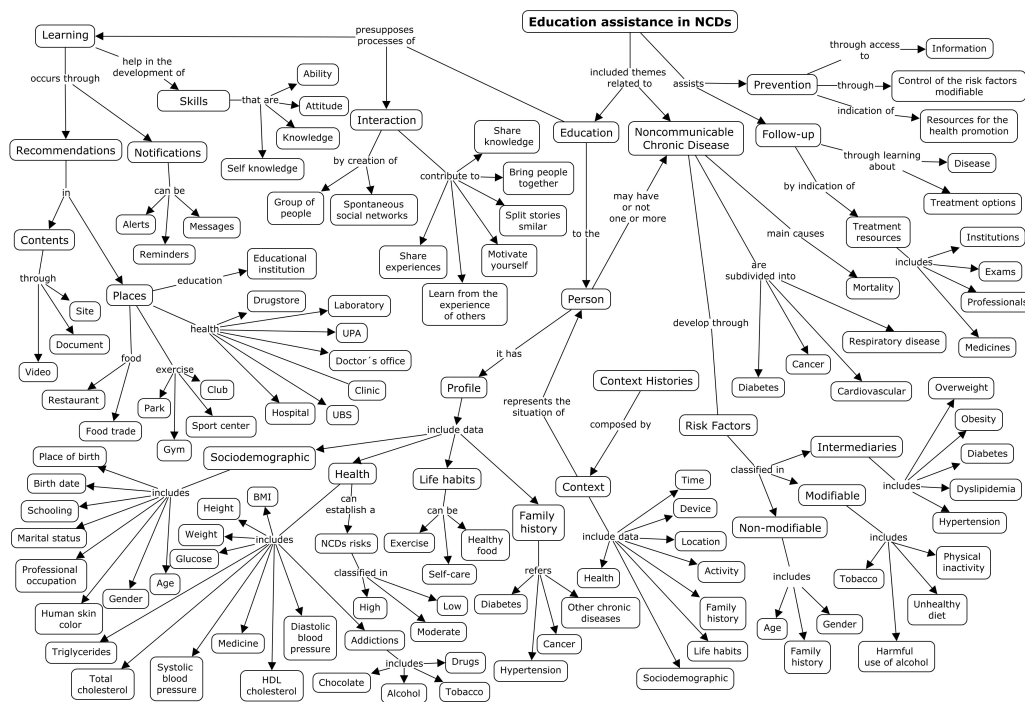 Education assistance in NCDs
Learning
presupposes
processes of
help in the
development of
occurs through
Skills
that are
Ability
Attitude
Knowledge
Self knowledge
Interaction
Education
included themes
related to
assists
Prevention
through access
to
Information
through
Control of the risk factors
modifiable
indication of
Resources for the
health promotion
Noncommunicable
Chronic Disease
Follow-up
through learning
about
Disease
Treatment options
by indication of
Treatment
resources
includes
Institutions
Exams
Professionals
Medicines
Recommendations
Notifications
in
can be
Alerts
Messages
Reminders
by creation of
Group of
people
Spontaneous
social networks
contribute to
Share
knowledge
Bring people
together
Split stories
smilar
Motivate
yourself
Share
experiences
Learn from the
experience
of others
to the
may have
or not
one or more
main causes
Mortality
are
subdivided into
Respiratory disease
Cancer
Diabetes
Cardiovascular
develop through
Contents
through
Site
Document
Video
Places
education
Educational
institution
health
Drugstore
Laboratory
UPA
Doctor´s office
Clinic
UBS
Hospital
food
Restaurant
Food trade
exercise
Park
Club
Sport center
Gym
Person
it has
Profile
include data
represents the
situation of
Context Histories
composed by
Context
Risk Factors
classified in
Intermediaries
includes
Overweight
Obesity
Diabetes
Dyslipidemia
Hypertension
Modifiable
includes
Tobacco
Physical
inactivity
Unhealthy
diet
Harmful
use of alcohol
Non-modifiable
includes
Age
Gender
Family
history
Sociodemographic
includes
Place of birth
Birth date
Schooling
Marital status
Professional
occupation
Human skin
color
Gender
Age
Health
can
establish a
NCDs risks
classified in
High
Low
Moderate
includes
BMI
Height
Weight
Glucose
Triglycerides
Total
cholesterol
Systolic
blood
pressure
Medicine
HDL
cholesterol
Diastolic
blood
pressure
Addictions
includes
Chocolate
Drugs
Alcohol
Tobacco
Life habits
can be
Exercise
Healthy
food
Self-care
Family
history
refers
Diabetes
Other chronic
diseases
Cancer
Hypertension
include data
Time
Device
Location
Activity
Health
Family
history
Life habits
Sociodemographic